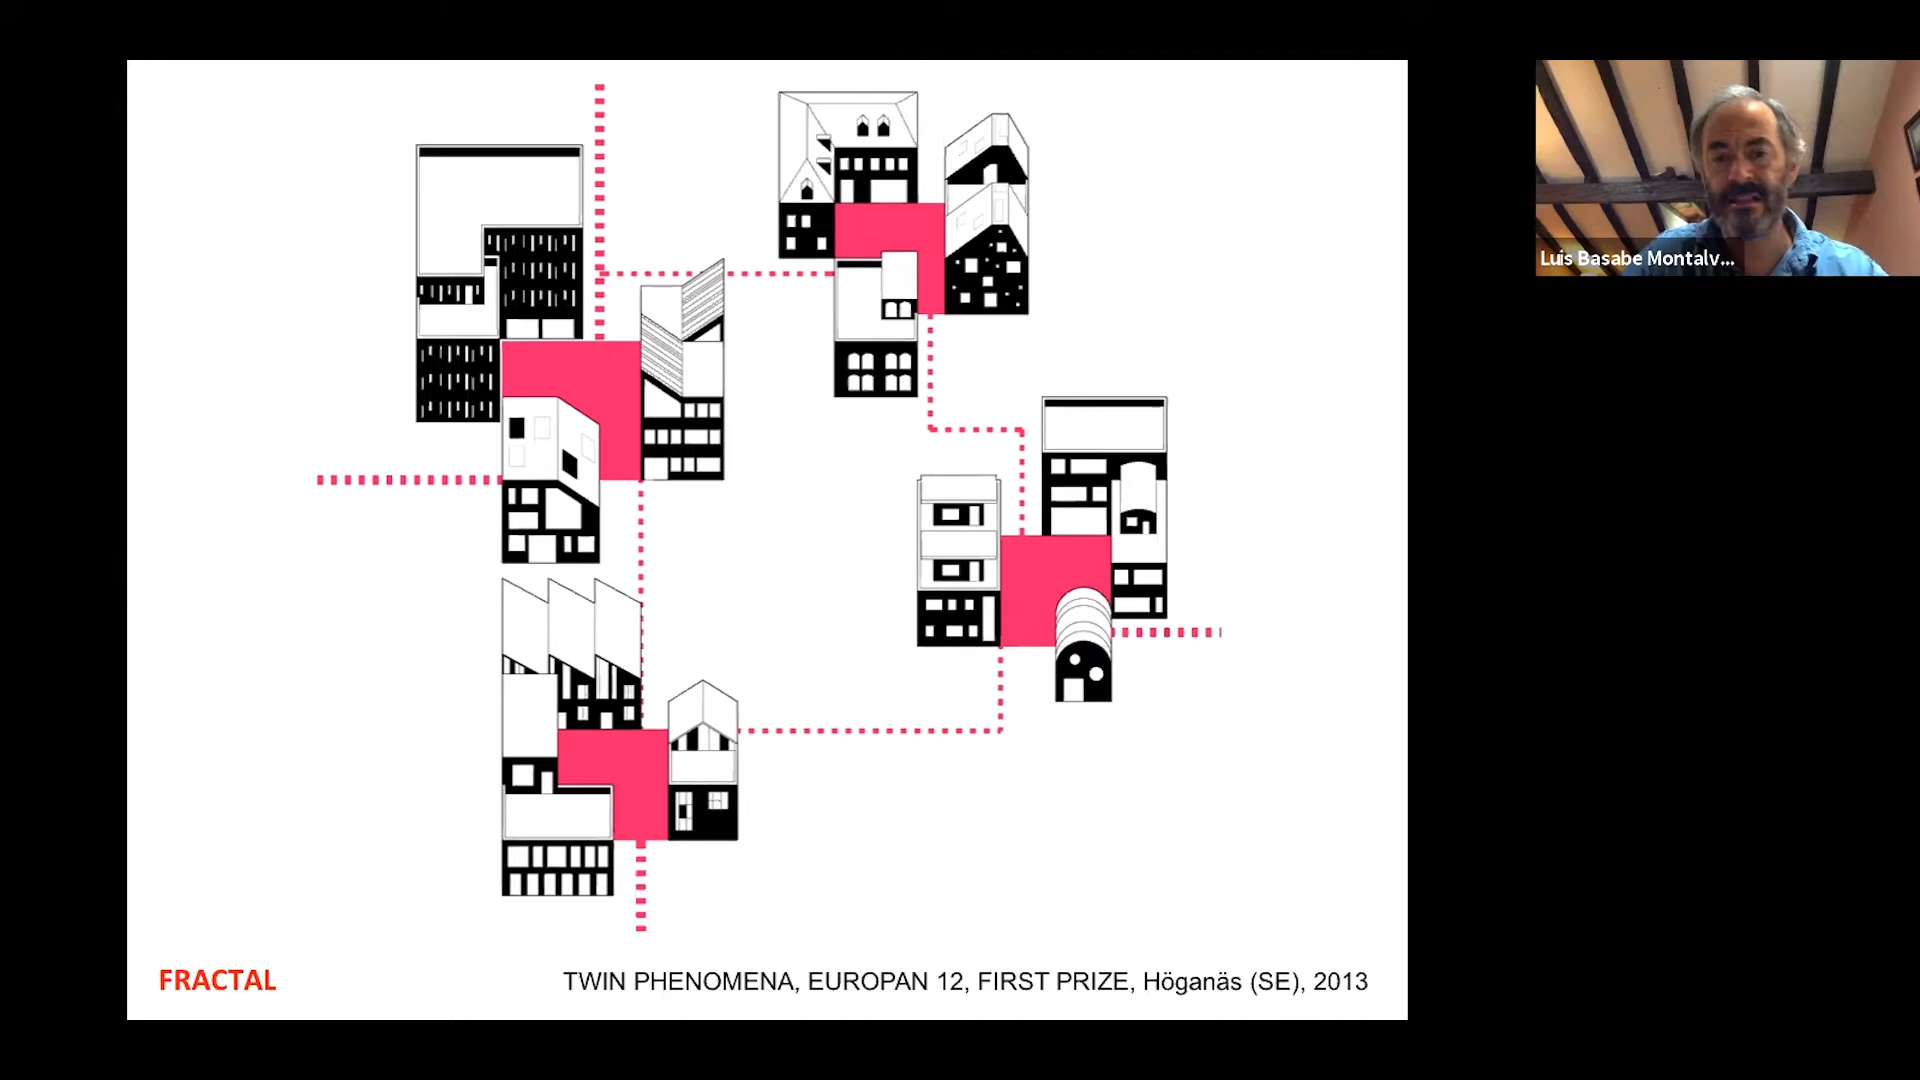 Luis Basabe Montalv...
FRACTAL
TWIN PHENOMENA, EUROPAN 12, FIRST PRIZE, Höganäs (SE), 2013